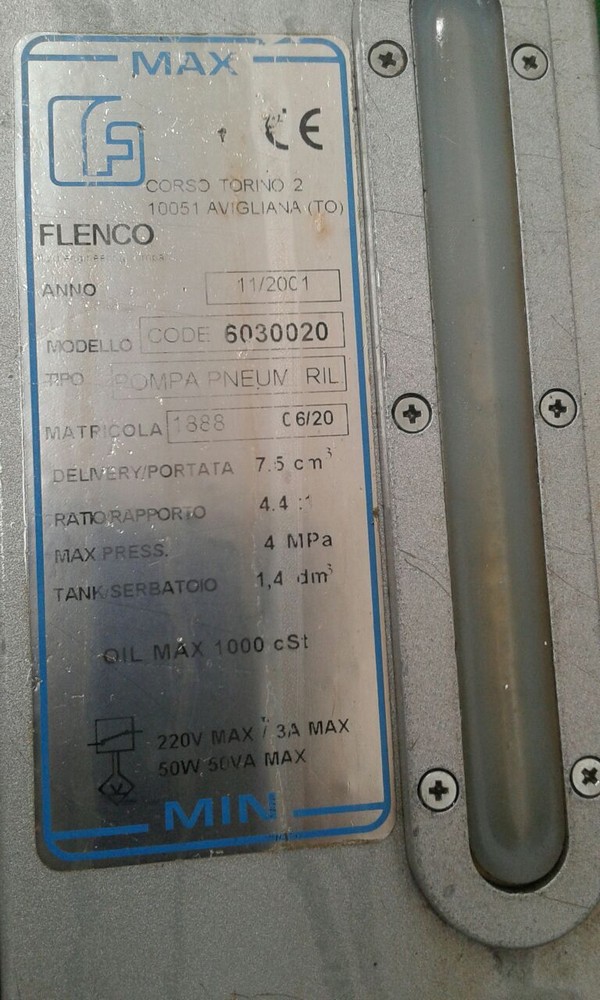 MAX
CE
CORSO TORINO 2
10051 AVIGLIANA (TO)
FLENCO
ANNO 11/2001
MODELLO CODE 6030020
TIPO POMPA PNEUM RIL
MATRICOLA 1888 06/20
DELIVERY/PORTATA 7.5 cm³
RATIO/RAPPORTO 4.4 :1
MAX PRESS. 4 MPa
TANK/SERBATOIO 1,4 dm³
OIL MAX 1000 cSt
220V MAX / 3A MAX
50W 50VA MAX
MIN